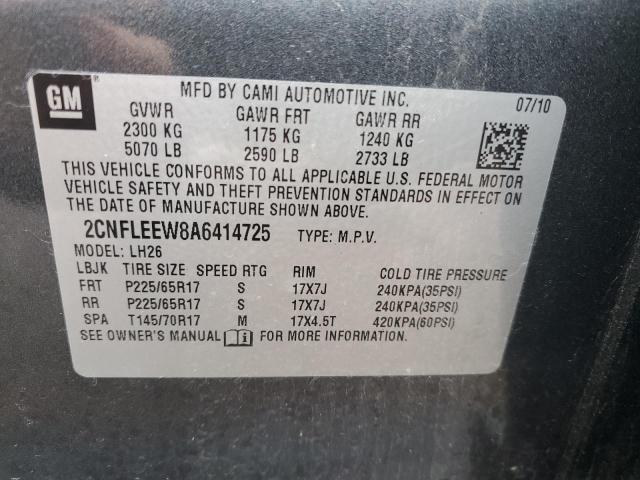 GM
MFD BY CAMI AUTOMOTIVE INC. 07/10
GVWR GAWR FRT GAWR RR
2300 KG 1175 KG 1240 KG
5070 LB 2590 LB 2733 LB
THIS VEHICLE CONFORMS TO ALL APPLICABLE U.S. FEDERAL MOTOR
VEHICLE SAFETY AND THEFT PREVENTION STANDARDS IN EFFECT ON
THE DATE OF MANUFACTURE SHOWN ABOVE.
2CNFLEEW8A6414725 TYPE: M.P.V.
MODEL: LH26
LBJK TIRE SIZE SPEED RTG RIM COLD TIRE PRESSURE
FRT P225/65R17 S 17X7J 240KPA(35PSI)
RR P225/65R17 S 17X7J 240KPA(35PSI)
SPA T145/70R17 M 17X4.5T 420KPA(60PSI)
SEE OWNER'S MANUAL FOR MORE INFORMATION.